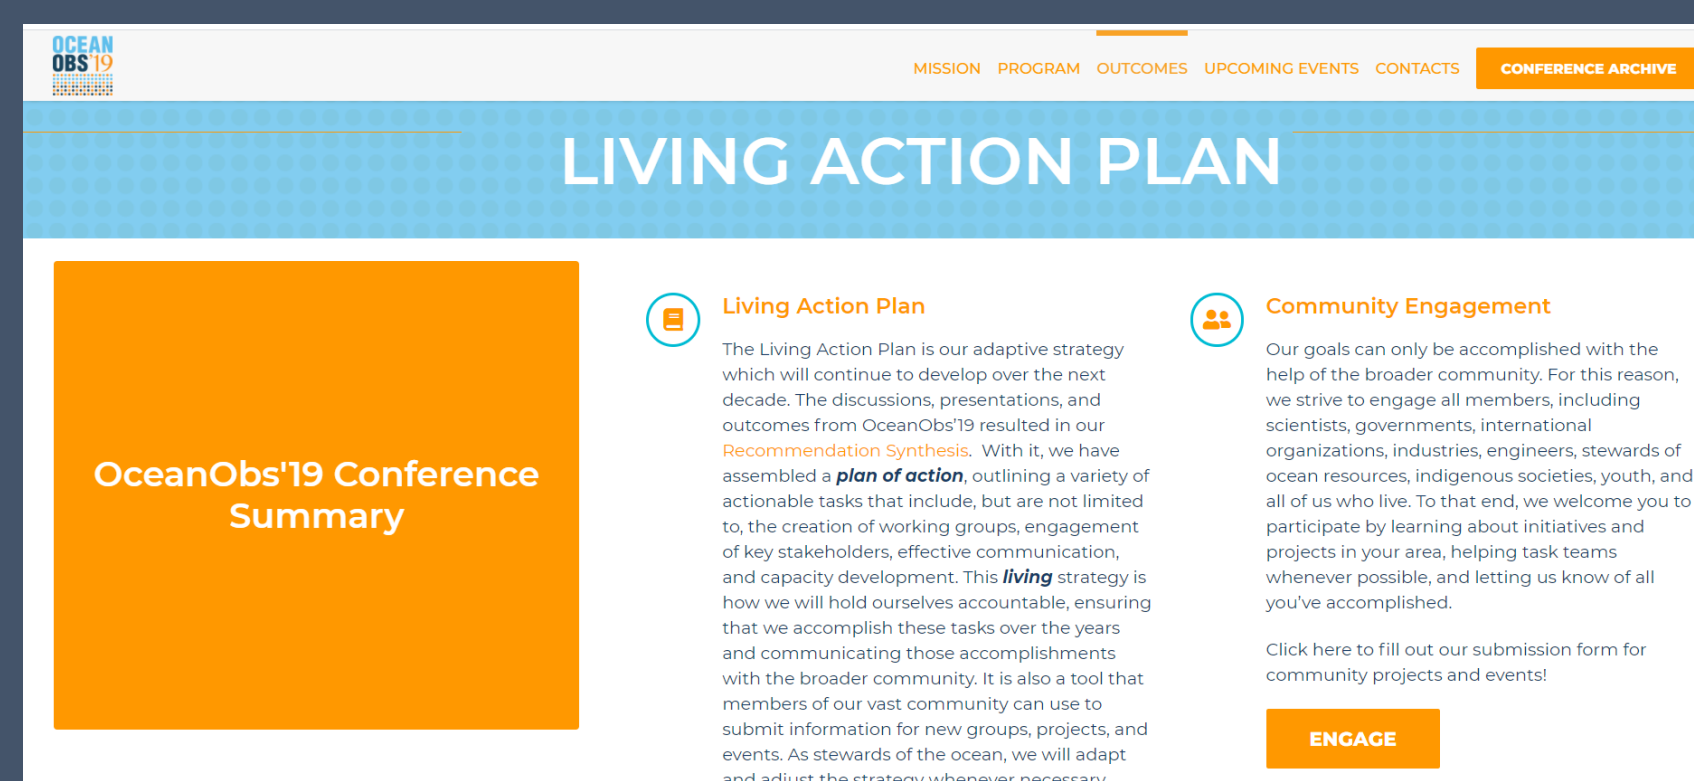 OCEAN
OBS'19
MISSION PROGRAM OUTCOMES UPCOMING EVENTS CONTACTS CONFERENCE ARCHIVE
LIVING ACTION PLAN
OceanObs'19 Conference
Summary
Living Action Plan
The Living Action Plan is our adaptive strategy
which will continue to develop over the next
decade. The discussions, presentations, and
outcomes from OceanObs’19 resulted in our
Recommendation Synthesis. With it, we have
assembled a plan of action, outlining a variety of
actionable tasks that include, but are not limited
to, the creation of working groups, engagement
of key stakeholders, effective communication,
and capacity development. This living strategy is
how we will hold ourselves accountable, ensuring
that we accomplish these tasks over the years
and communicating those accomplishments
with the broader community. It is also a tool that
members of our vast community can use to
submit information for new groups, projects, and
events. As stewards of the ocean, we will adapt
and adjust the strategy whenever necessary
Community Engagement
Our goals can only be accomplished with the
help of the broader community. For this reason,
we strive to engage all members, including
scientists, governments, international
organizations, industries, engineers, stewards of
ocean resources, indigenous societies, youth, and
all of us who live. To that end, we welcome you to
participate by learning about initiatives and
projects in your area, helping task teams
whenever possible, and letting us know of all
you’ve accomplished.
Click here to fill out our submission form for
community projects and events!
ENGAGE